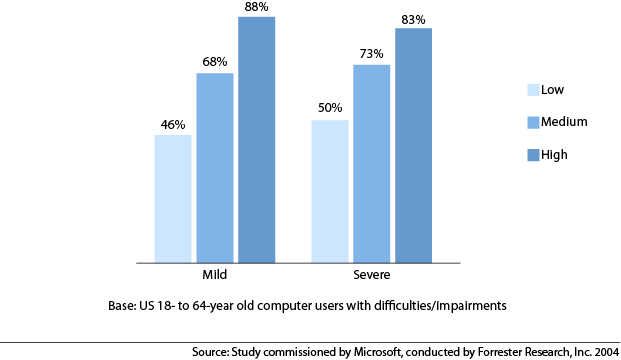 88%
83%
73%
68%
50%
46%
Low
Medium
High
Mild
Severe
Base: US 18- to 64-year old computer users with difficulties/impairments
Source: Study commissioned by Microsoft, conducted by Forrester Research, Inc. 2004